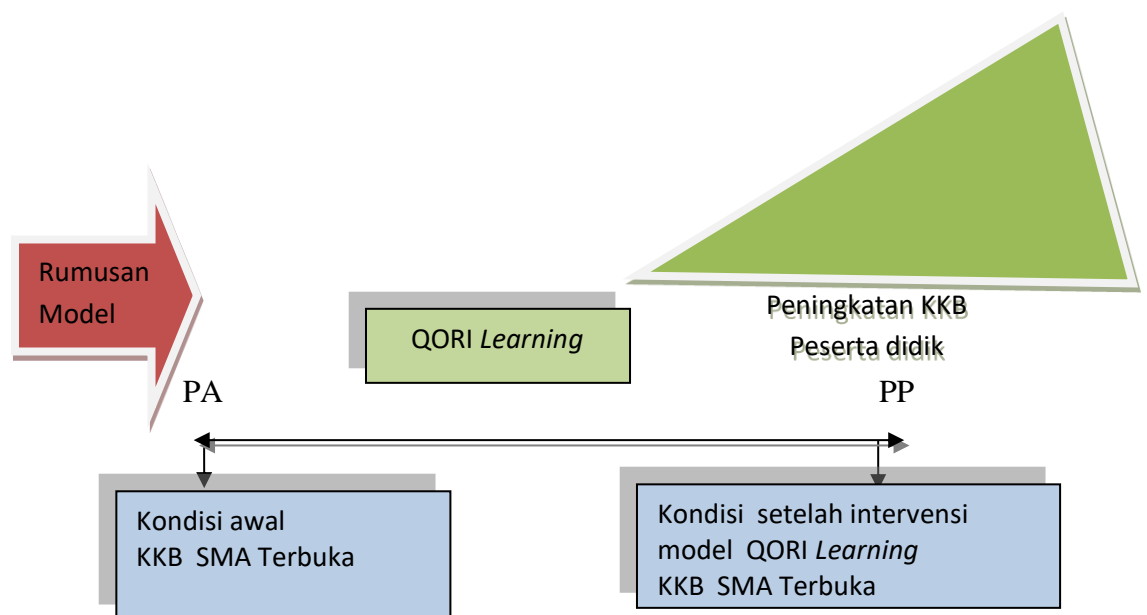 Rumusan
Model
QORI Learning
Peningkatan KKB
Peserta didik
PA
PP
Kondisi awal
KKB SMA Terbuka
Kondisi setelah intervensi
model QORI Learning
KKB SMA Terbuka